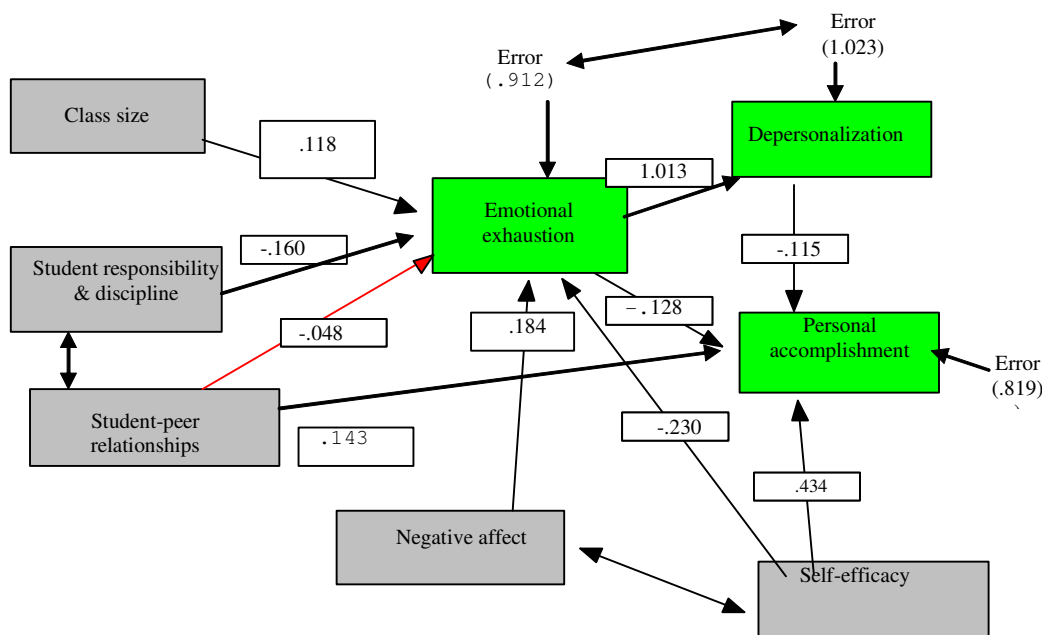 Error
(1.023)
Error
(.912)
Class size
.118
Depersonalization
1.013
Emotional
exhaustion
-.160
-.115
Student responsibility
& discipline
-.128
-.048
.184
Personal
accomplishment
Error
(.819)
)
Student-peer
relationships
.143
-.230
.434
Negative affect
Self-efficacy